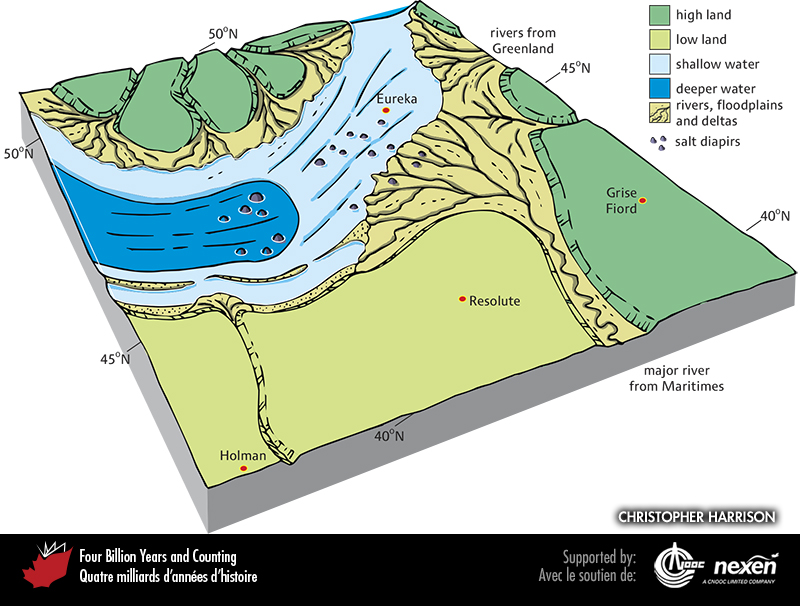 high land
low land
shallow water
deeper water
rivers, floodplains
and deltas
salt diapirs
50°N
rivers from
Greenland
45°N
Eureka
50°N
Grise
Fiord
40°N
Resolute
45°N
major river
from Maritimes
40°N
Holman
CHRISTOPHER HARRISON
Four Billion Years and Counting
Quatre milliards d'années d'histoire
Supported by:
Avec le soutien de:
CNOOC
nexen
A CNOOC LIMITED COMPANY